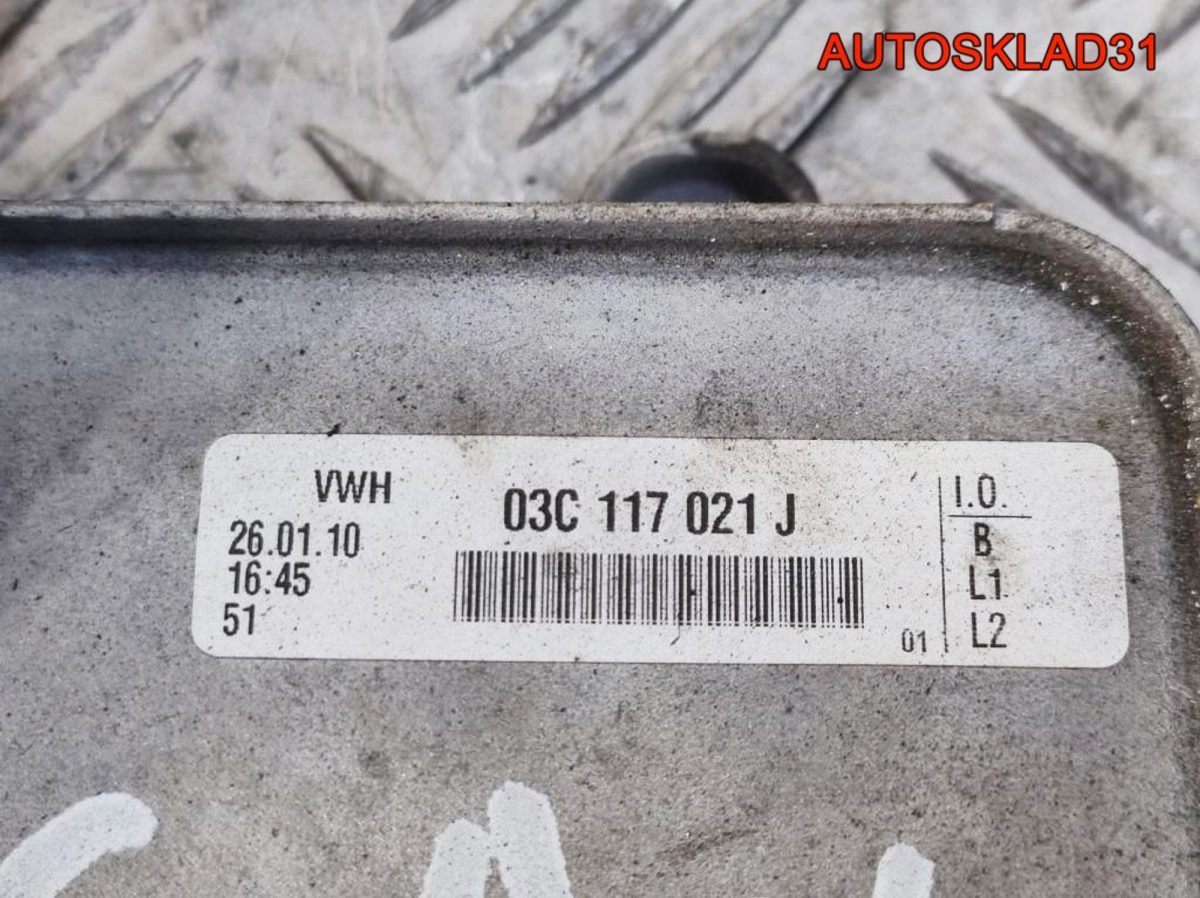 AUTOSKLAD31
VWH
26.01.10
16:45
51
03C 117 021 J
01
I.O.
B
L1
L2